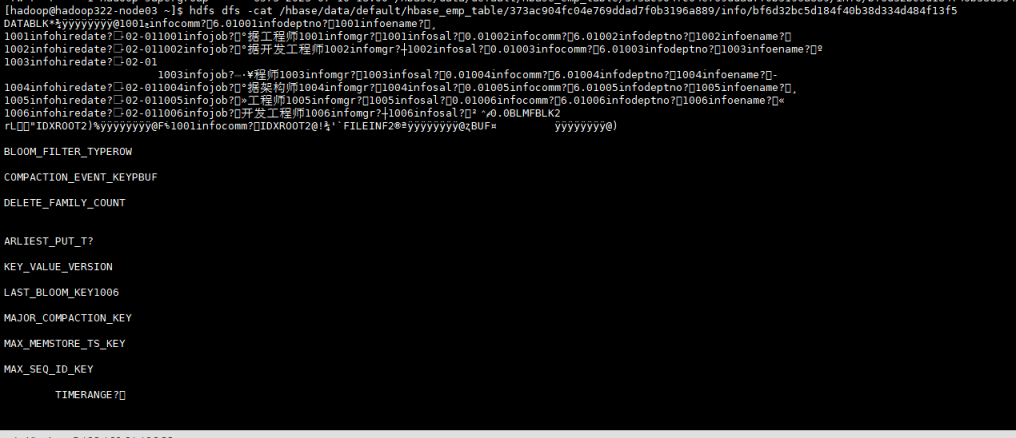 [hadoop@hadoop322-node03 ~]$ hdfs dfs -cat /hbase/data/default/hbase_emp_table/373ac904fc04e769ddad7f0b3196a889/info/bf6d32bc5d184f40b38d334d484f13f5
DATABLK*¾ÿÿÿÿÿÿÿÿ@1001infocomm?6.01001infodeptno?1001infoename?
1001infohiredate?-02-011001infojob?°据工程师1001infomgr?1001infosal?0.01002infocomm?6.01002infodeptno?1002infoename?
1002infohiredate?-02-011002infojob?°据开发工程师1002infomgr?┼1002infosal?0.01003infocomm?6.01003infodeptno?1003infoename?º
1003infohiredate?-02-01
1003infojob?·¥程师1003infomgr?1003infosal?0.01004infocomm?6.01004infodeptno?1004infoename?-
1004infohiredate?-02-011004infojob?°据架构师1004infomgr?1004infosal?0.01005infocomm?6.01005infodeptno?1005infoename?
1005infohiredate?-02-011005infojob?»工程师1005infomgr?1005infosal?0.01006infocomm?6.01006infodeptno?1006infoename?«
1006infohiredate?-02-011006infojob?开发工程师1006infomgr?┼1006infosal?² 0.0BLMFBLK2
rL"IDXROOT2)%ÿÿÿÿÿÿÿÿ@F%1001infocomm?IDXROOT2@!¾'`FILEINF2®ªÿÿÿÿÿÿÿÿ@BUF¤ ÿÿÿÿÿÿÿÿ@)
BLOOM_FILTER_TYPEROW
COMPACTION_EVENT_KEYPBUF
DELETE_FAMILY_COUNT
ARLIEST_PUT_T?
KEY_VALUE_VERSION
LAST_BLOOM_KEY1006
MAJOR_COMPACTION_KEY
MAX_MEMSTORE_TS_KEY
MAX_SEQ_ID_KEY
TIMERANGE?